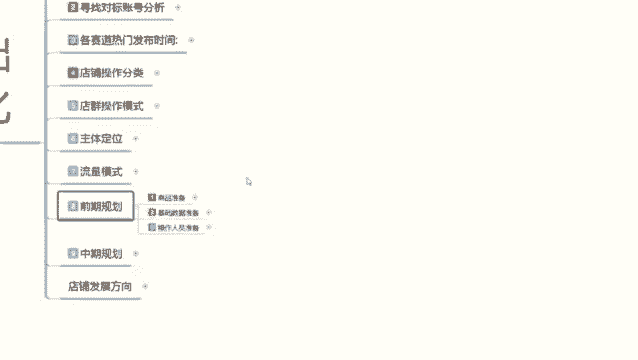 寻找对标账号分析
各赛道热门发布时间:
店铺操作分类
店群操作模式
主体定位
流量模式
前期规划
商品准备
基础数据准备
操作人员准备
中期规划
店铺发展方向